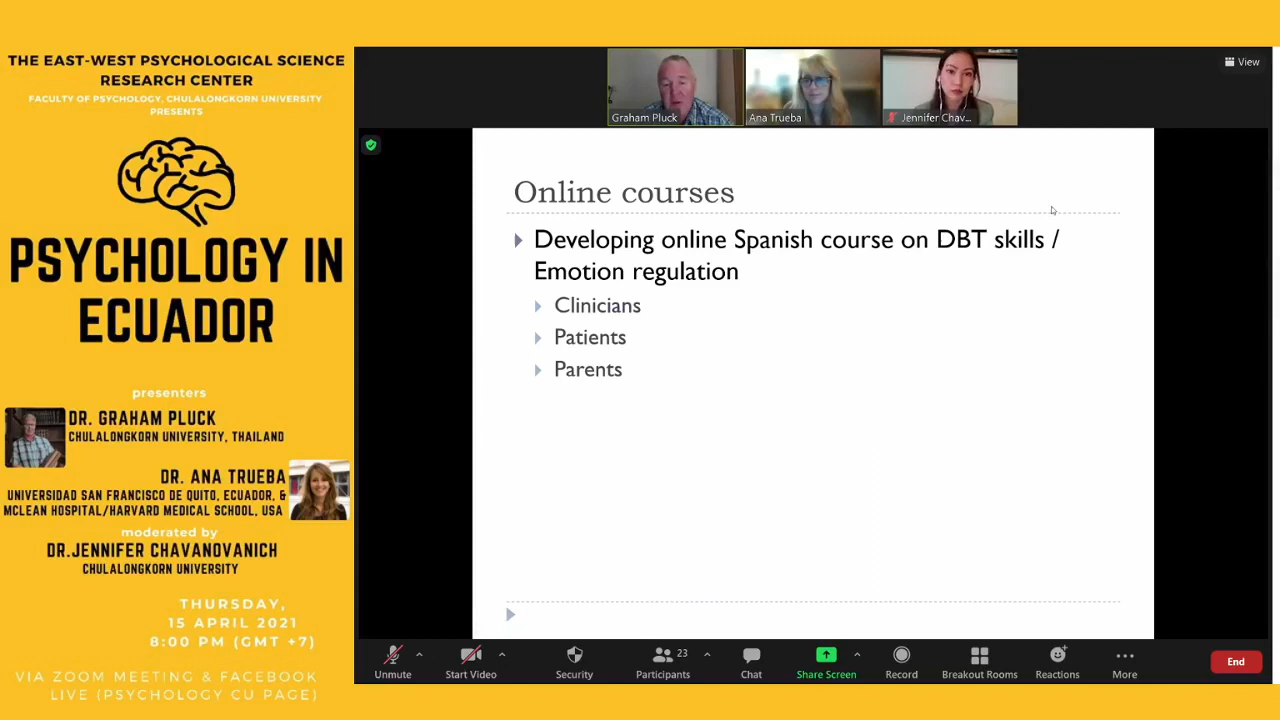 THE EAST-WEST PSYCHOLOGICAL SCIENCE
RESEARCH CENTER
FACULTY OF PSYCHOLOGY, CHULALONGKORN UNIVERSITY
PRESENTS
PSYCHOLOGY IN
ECUADOR
presenters
DR. GRAHAM PLUCK
CHULALONGKORN UNIVERSITY, THAILAND
DR. ANA TRUEBA
UNIVERSIDAD SAN FRANCISCO DE QUITO, ECUADOR, &
MCLEAN HOSPITAL/HARVARD MEDICAL SCHOOL, USA
moderated by
DR.JENNIFER CHAVANOVANICH
CHULALONGKORN UNIVERSITY
THURSDAY,
15 APRIL 2021
8:00 PM (GMT +7)
VIA ZOOM MEETING & FACEBOOK
LIVE (PSYCHOLOGY CU PAGE)
Graham Pluck
Ana Trueba
Jennifer Chav...
View
Online courses
Developing online Spanish course on DBT skills /
Emotion regulation
Clinicians
Patients
Parents
Unmute
Start Video
Security
Participants
23
Chat
Share Screen
Record
Breakout Rooms
Reactions
More
End